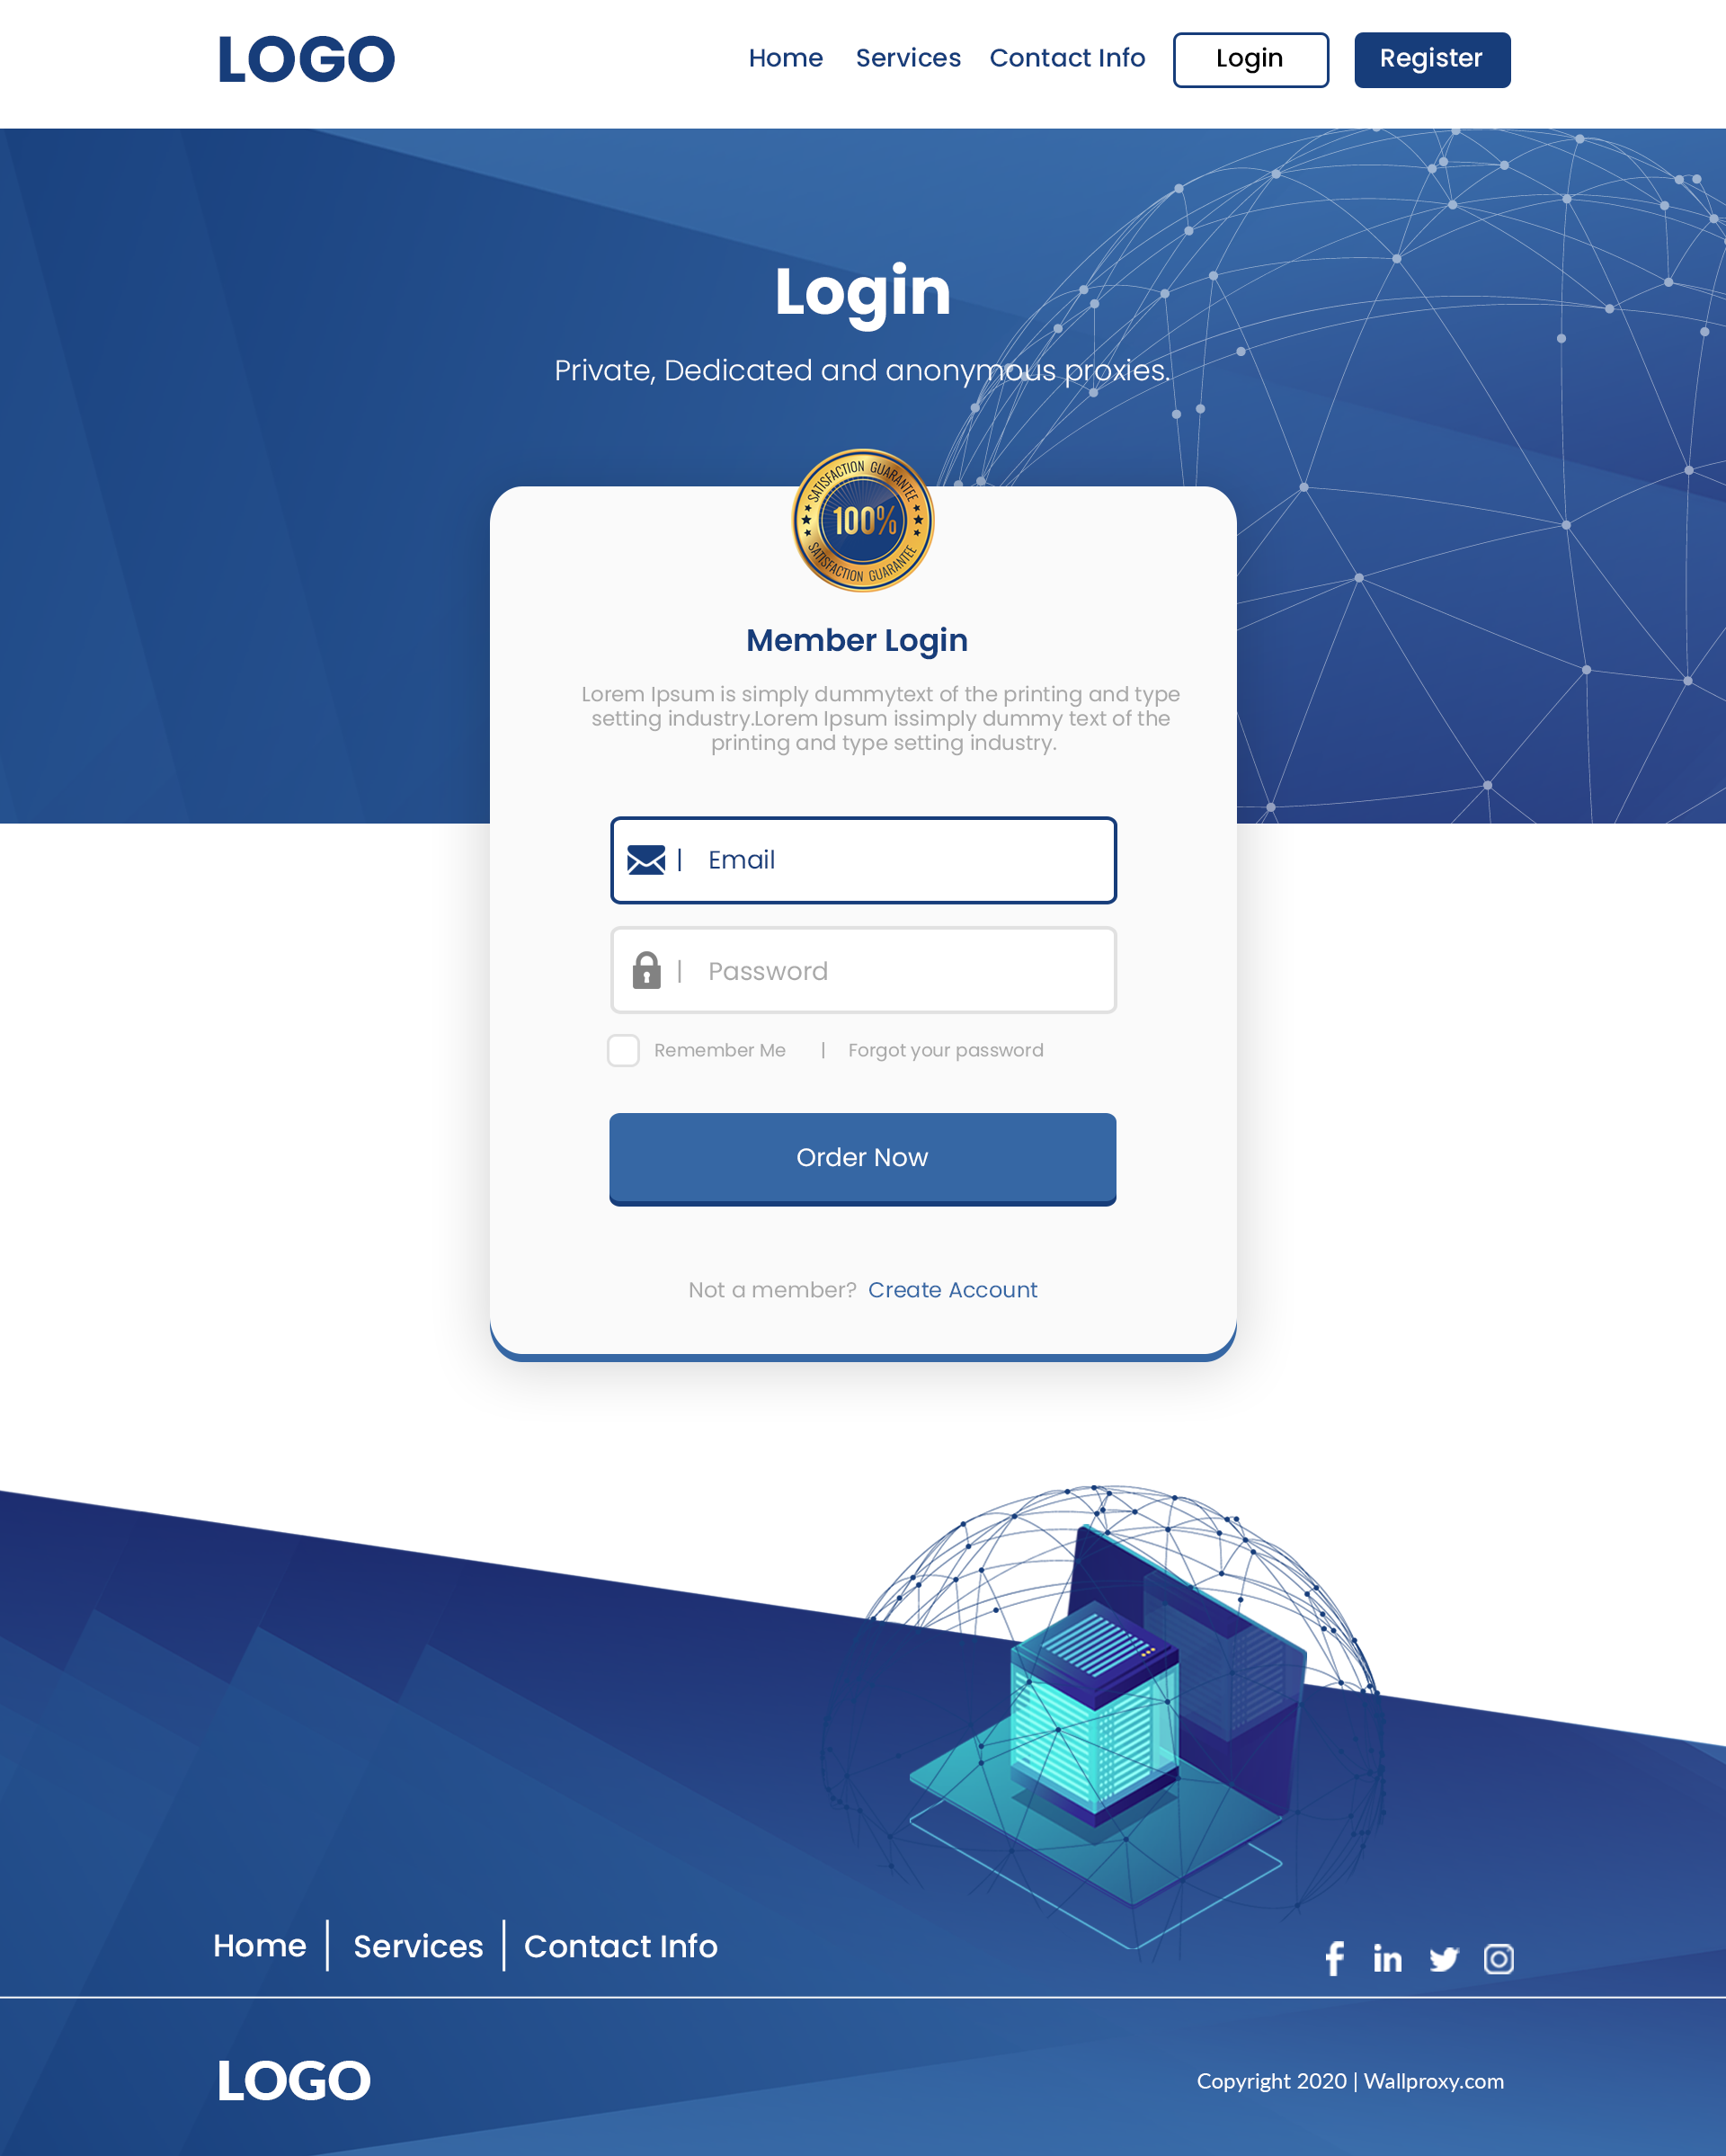 LOGO
Home Services Contact Info Login Register
Login
Private, Dedicated and anonymous proxies.
SATISFACTION GUARANTEE
100%
SATISFACTION GUARANTEE
Member Login
Lorem Ipsum is simply dummytext of the printing and type
setting industry.Lorem Ipsum issimply dummy text of the
printing and type setting industry.
| Email
| Password
Remember Me | Forgot your password
Order Now
Not a member? Create Account
Home | Services | Contact Info
LOGO
Copyright 2020 | Wallproxy.com